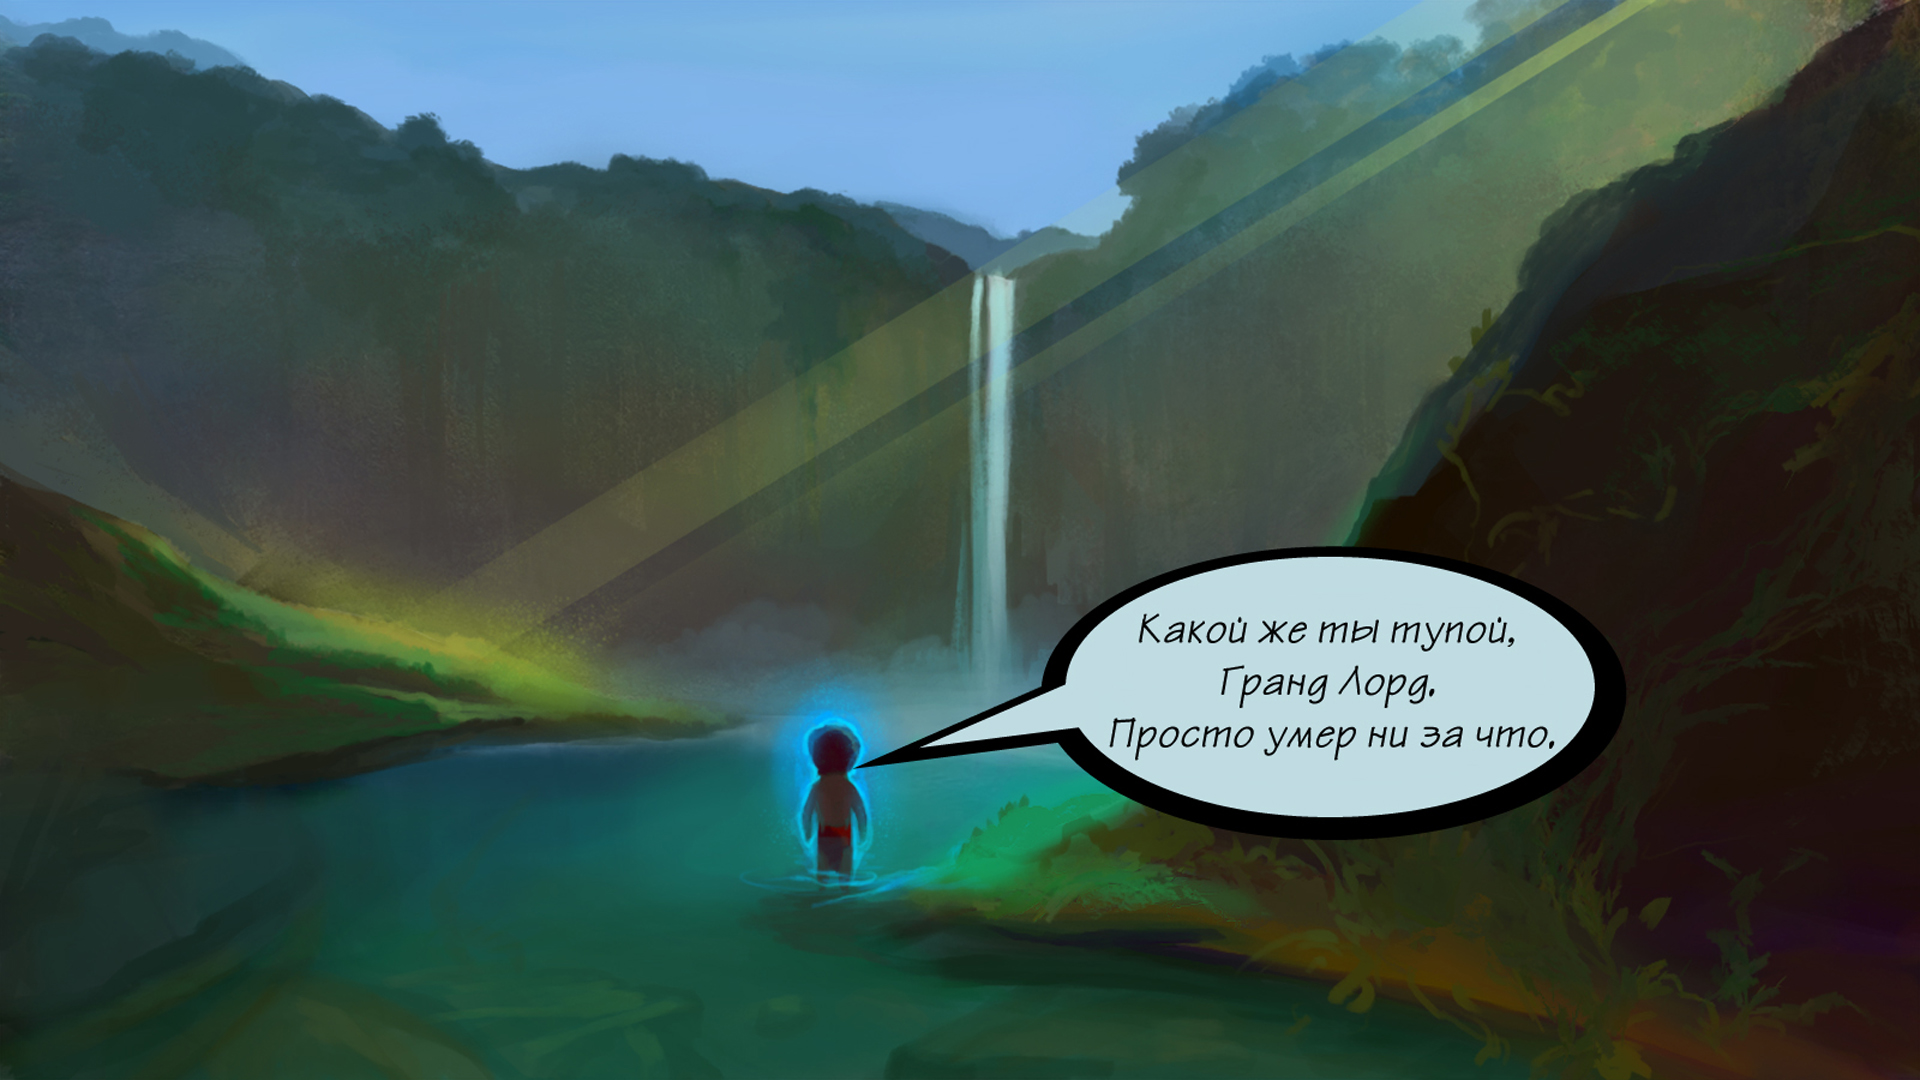 Какой же ты тупой,
Гранд Лорд.
Просто умер ни за что.